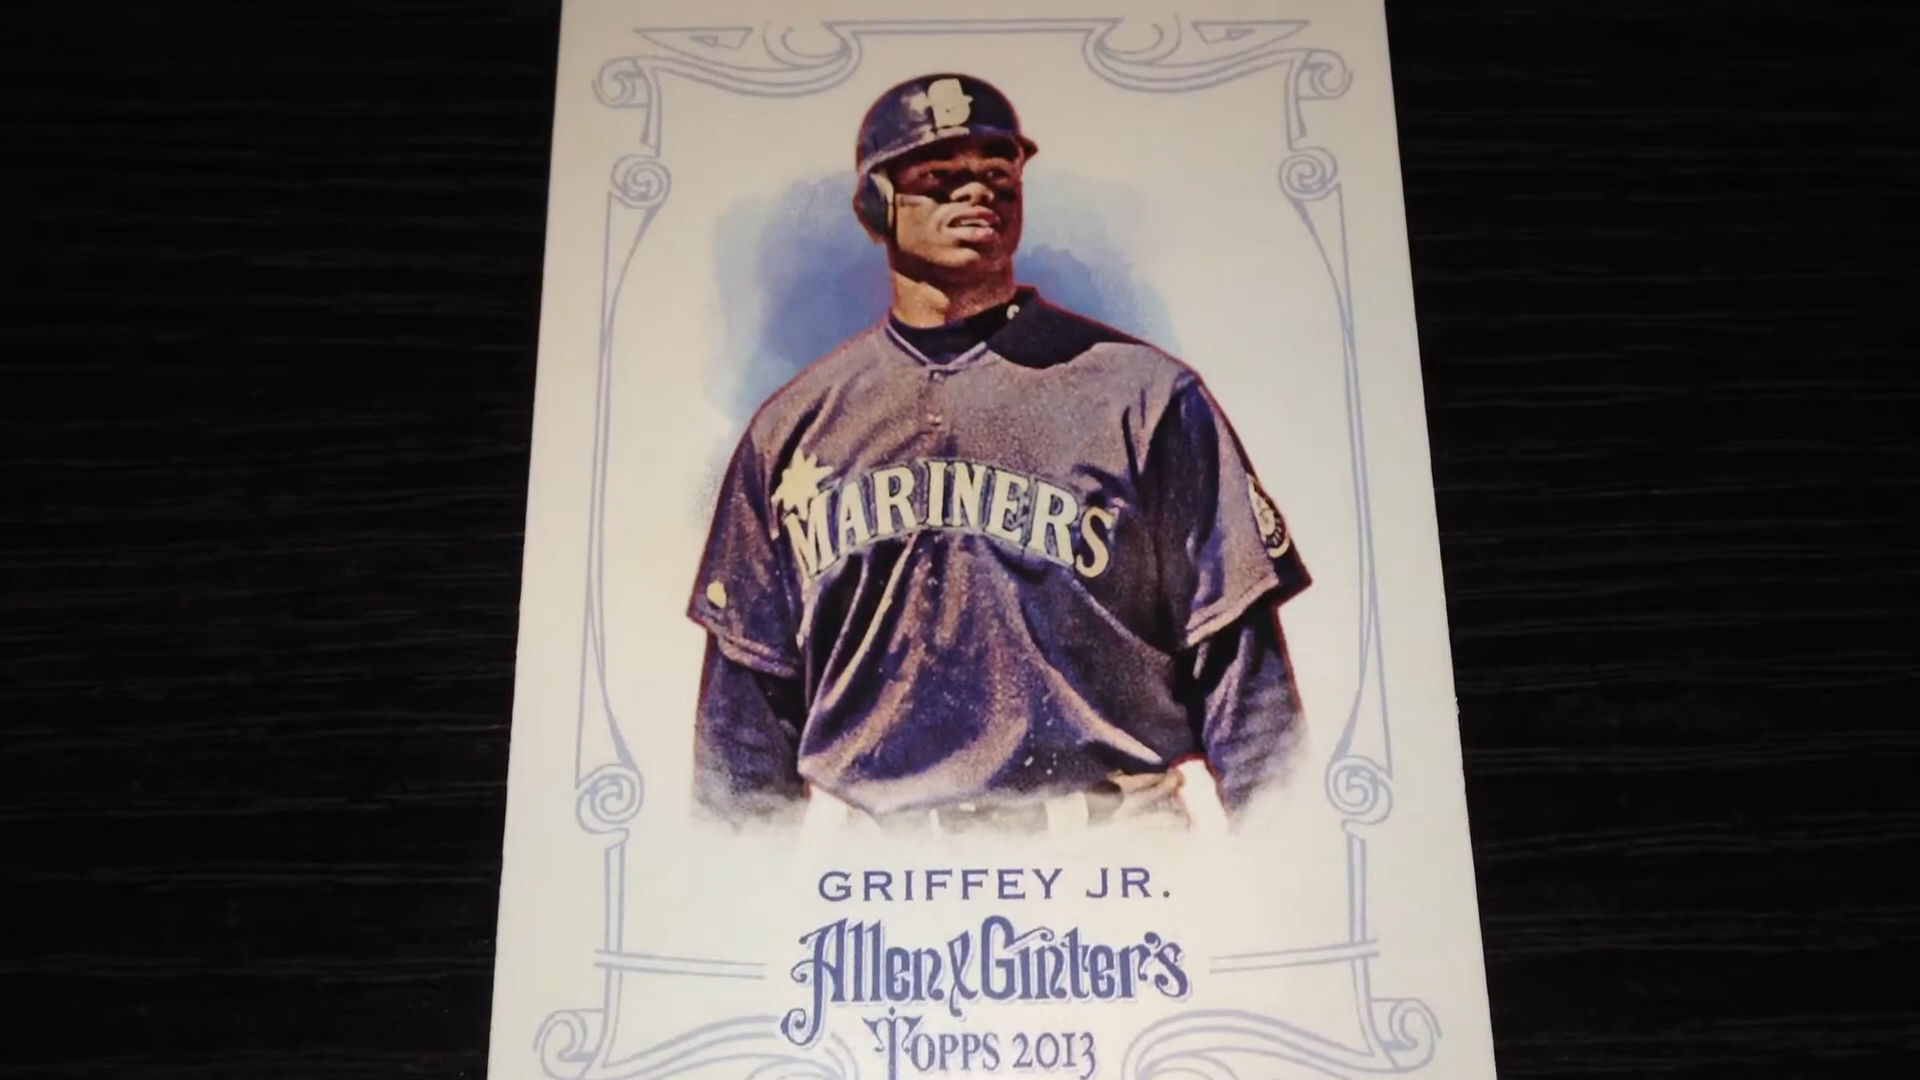 S
MARINERS
GRIFFEY JR.
Allen & Ginter's
TOPPS 2013